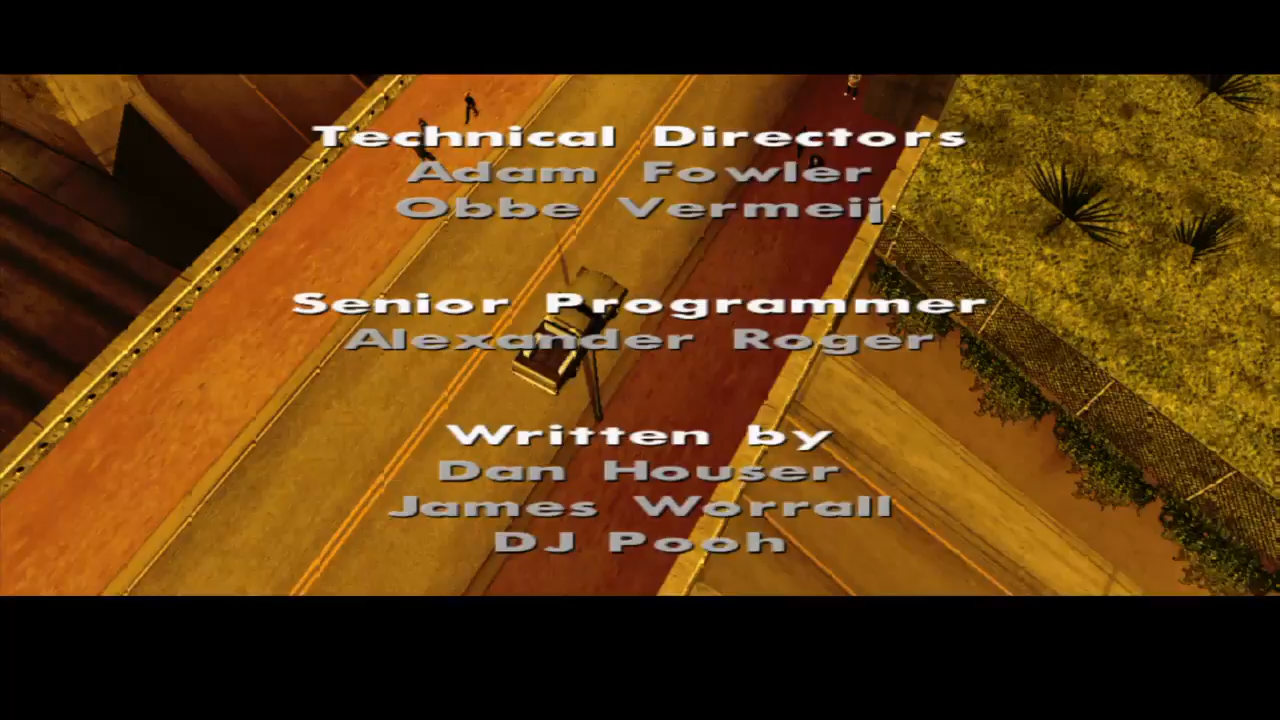 Technical Directors
Adam Fowler
Obbe Vermeij
Senior Programmer
Alexander Roger
Written by
Dan Houser
James Worrall
DJ Pooh